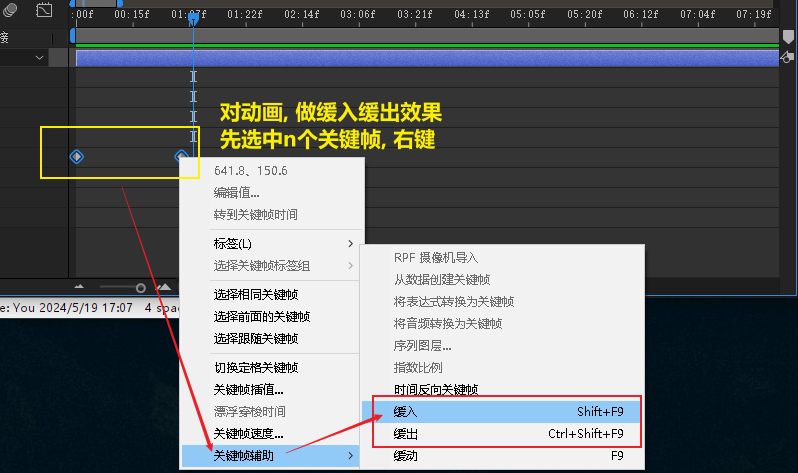 :00f 00:15f 01:07f 01:22f 02:14f 03:06f 03:21f 04:13f 05:05f 05:20f 06:12f 07:04f 07:19f
接
对动画, 做缓入缓出效果
先选中n个关键帧, 右键
641.8、150.6
编辑值...
转到关键帧时间
标签(L)
选择关键帧标签组
选择相同关键帧
选择前面的关键帧
选择跟随关键帧
切换定格关键帧
关键帧插值...
漂浮穿梭时间
关键帧速度...
关键帧辅助
RPF 摄像机导入
从数据创建关键帧
将表达式转换为关键帧
将音频转换为关键帧
序列图层...
指数比例
时间反向关键帧
缓入 Shift+F9
缓出 Ctrl+Shift+F9
缓动 F9
e: You 2024/5/19 17:07 4 spac